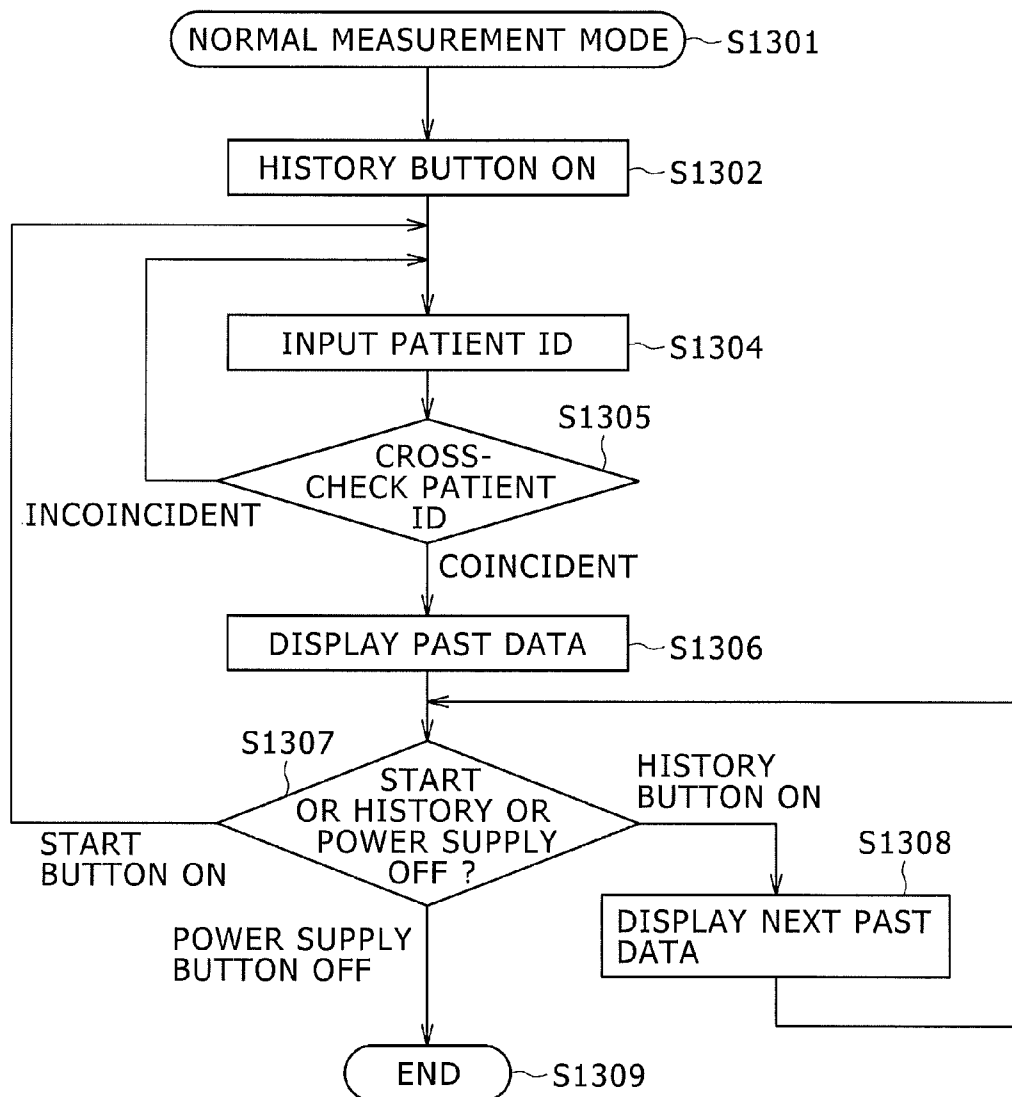 NORMAL MEASUREMENT MODE
S1301
HISTORY BUTTON ON
S1302
INPUT PATIENT ID
S1304
S1305
CROSS-
CHECK PATIENT
ID
INCOINCIDENT
COINCIDENT
DISPLAY PAST DATA
S1306
S1307
START
OR HISTORY OR
POWER SUPPLY
OFF ?
HISTORY
BUTTON ON
START
BUTTON ON
S1308
DISPLAY NEXT PAST
DATA
POWER SUPPLY
BUTTON OFF
END
S1309